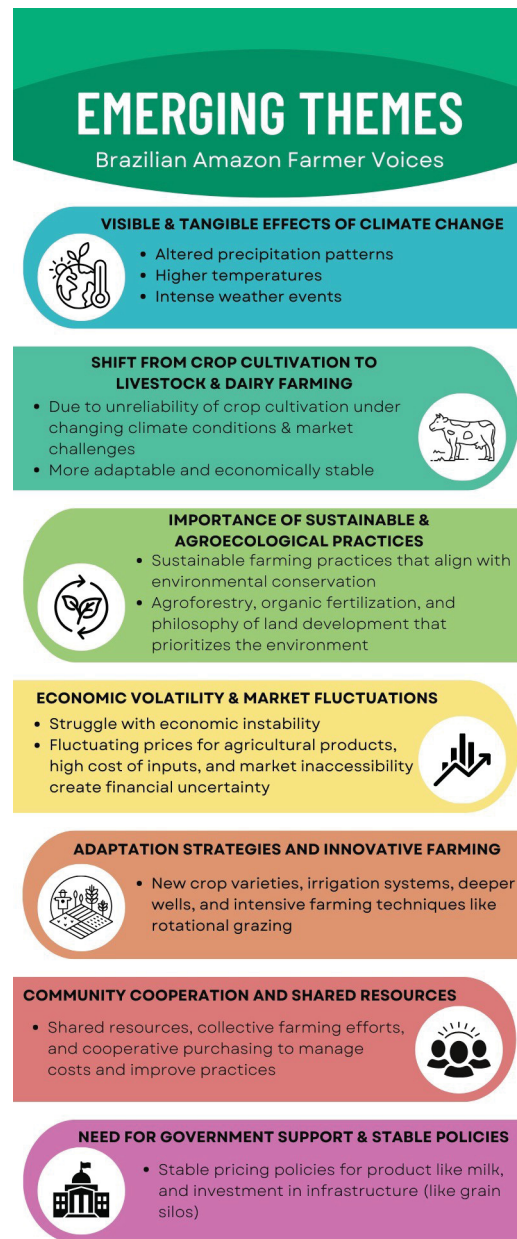 EMERGING THEMES
Brazilian Amazon Farmer Voices
VISIBLE & TANGIBLE EFFECTS OF CLIMATE CHANGE
• Altered precipitation patterns
• Higher temperatures
• Intense weather events
SHIFT FROM CROP CULTIVATION TO
LIVESTOCK & DAIRY FARMING
• Due to unreliability of crop cultivation under
changing climate conditions & market
challenges
• More adaptable and economically stable
IMPORTANCE OF SUSTAINABLE &
AGROECOLOGICAL PRACTICES
• Sustainable farming practices that align with
environmental conservation
• Agroforestry, organic fertilization, and
philosophy of land development that
prioritizes the environment
ECONOMIC VOLATILITY & MARKET FLUCTUATIONS
• Struggle with economic instability
• Fluctuating prices for agricultural products,
high cost of inputs, and market inaccessibility
create financial uncertainty
ADAPTATION STRATEGIES AND INNOVATIVE FARMING
• New crop varieties, irrigation systems, deeper
wells, and intensive farming techniques like
rotational grazing
COMMUNITY COOPERATION AND SHARED RESOURCES
• Shared resources, collective farming efforts,
and cooperative purchasing to manage
costs and improve practices
NEED FOR GOVERNMENT SUPPORT & STABLE POLICIES
• Stable pricing policies for product like milk,
and investment in infrastructure (like grain
silos)